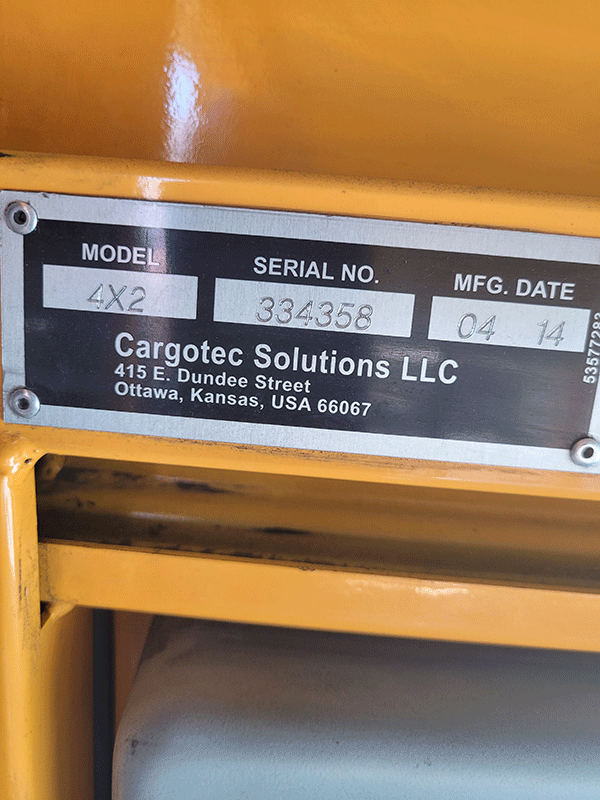 MODEL SERIAL NO. MFG. DATE
4X2 334358 04 14
Cargotec Solutions LLC
415 E. Dundee Street
Ottawa, Kansas, USA 66067
53577283